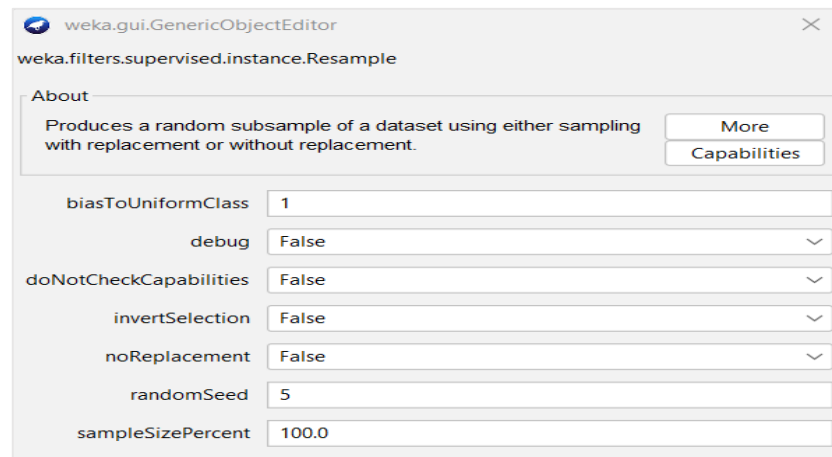 weka.gui.GenericObjectEditor
weka.filters.supervised.instance.Resample
About
Produces a random subsample of a dataset using either sampling
with replacement or without replacement.
More
Capabilities
biasToUniformClass 1
debug False
doNotCheckCapabilities False
invertSelection False
noReplacement False
randomSeed 5
sampleSizePercent 100.0